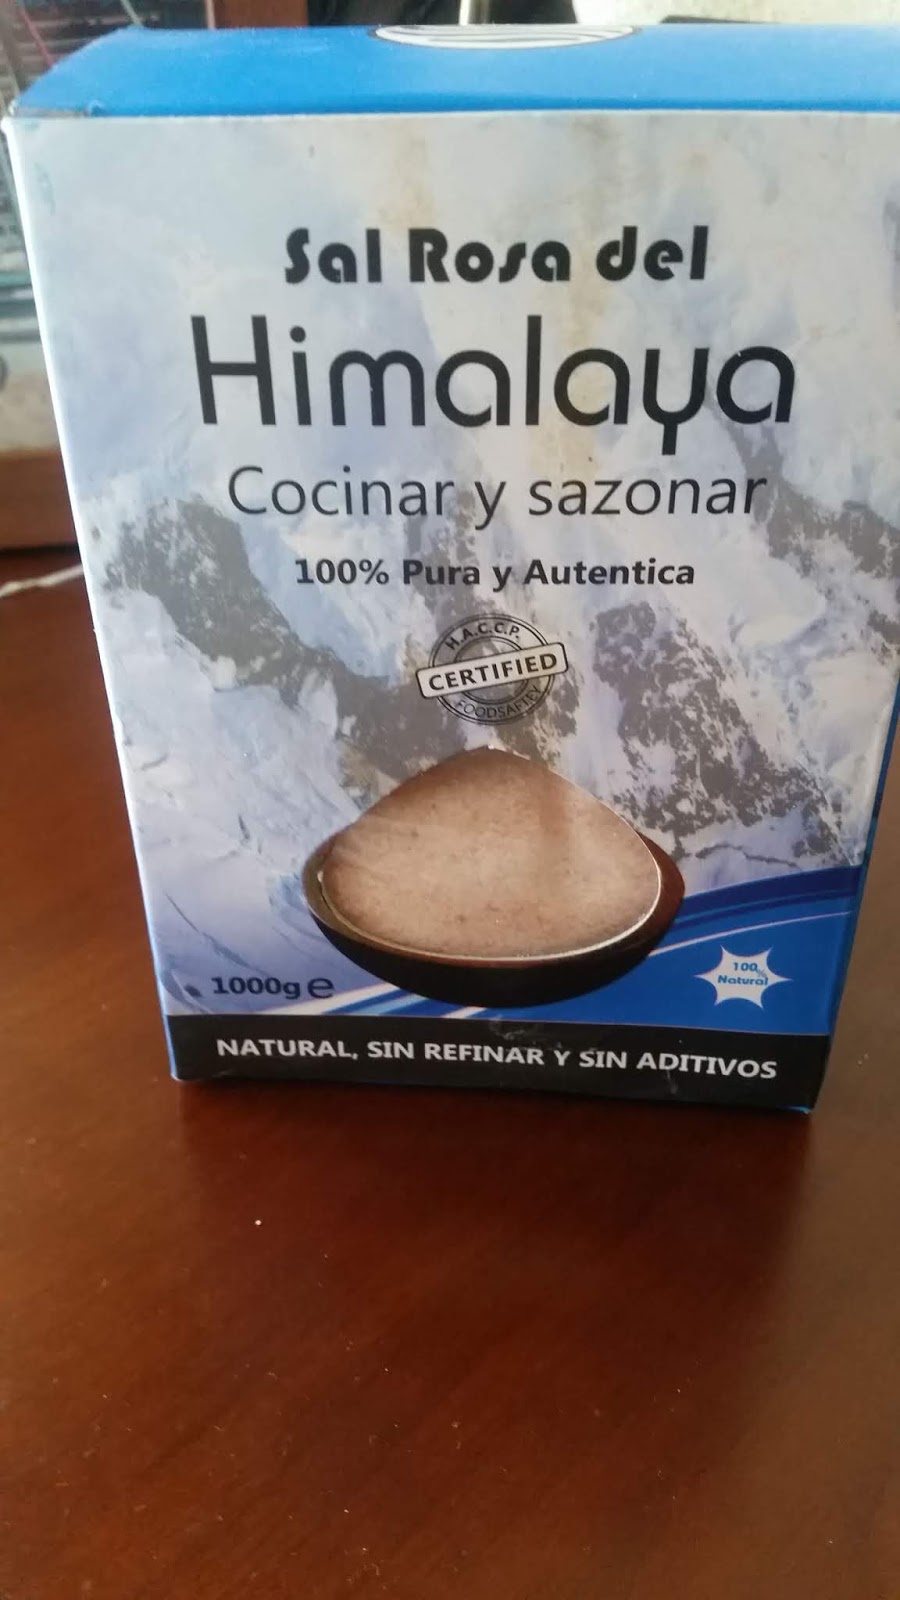 Sal Rosa del
Himalaya
Cocinar y sazonar
100% Pura y Autentica
H.A.C.C.P.
CERTIFIED
FOODSAFTEY
1000g ℮
100%
Natural
NATURAL, SIN REFINAR Y SIN ADITIVOS